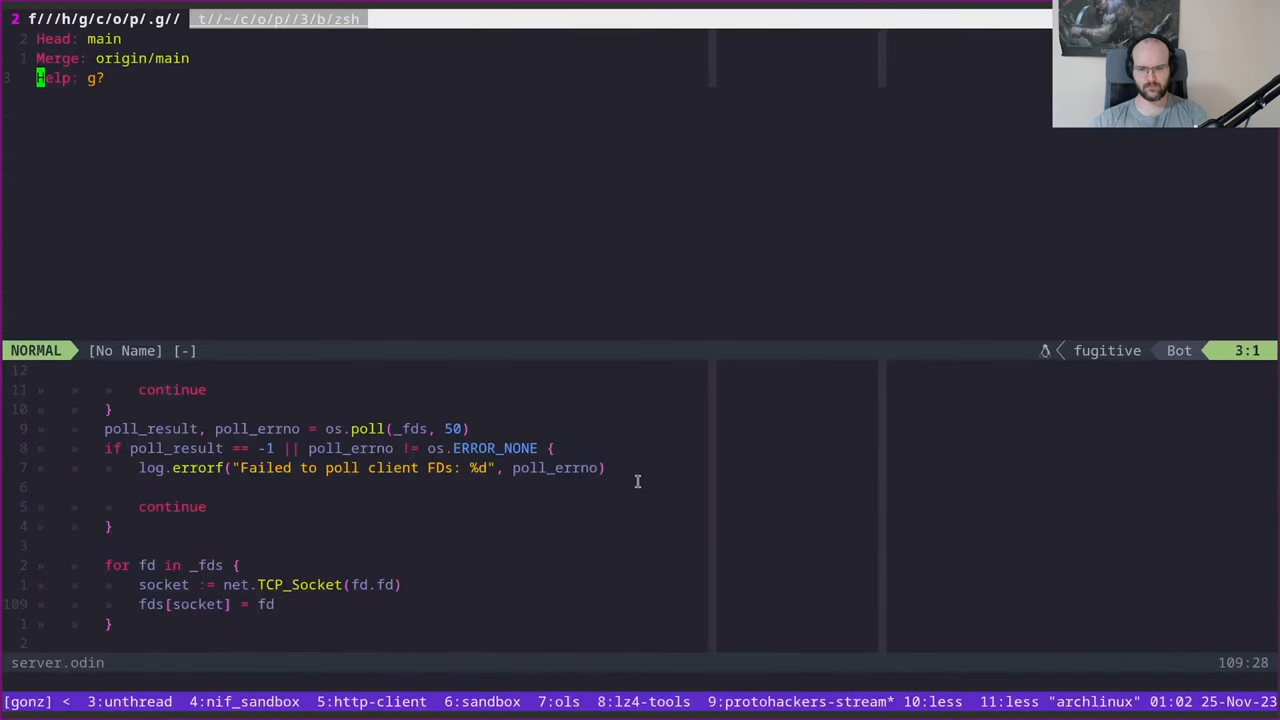 2 f///h/g/c/o/p/.g// t//~/c/o/p//3/b/zsh
2 Head: main
1 Merge: origin/main
3 Help: g?
NORMAL [No Name] [-] fugitive Bot 3:1
12
11 » » » continue
10 » » }
9 » » poll_result, poll_errno = os.poll(_fds, 50)
8 » » if poll_result == -1 || poll_errno != os.ERROR_NONE {
7 » » » log.errorf("Failed to poll client FDs: %d", poll_errno)
6
5 » » » continue
4 » » }
3
2 » » for fd in _fds {
1 » » » socket := net.TCP_Socket(fd.fd)
109 » » » fds[socket] = fd
1 » » }
2
server.odin 109:28
[gonz] < 3:unthread 4:nif_sandbox 5:http-client 6:sandbox 7:ols 8:lz4-tools 9:protohackers-stream* 10:less 11:less "archlinux" 01:02 25-Nov-23